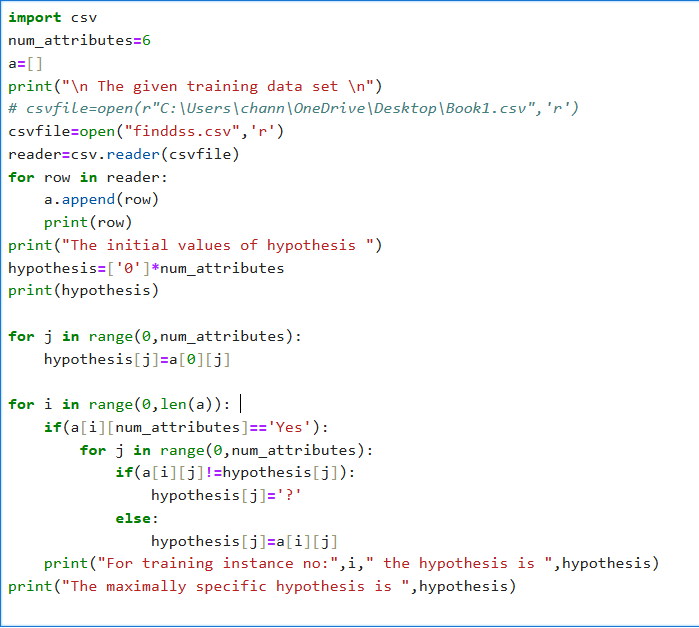 import csv
num_attributes=6
a=[]
print("\n The given training data set \n")
# csvfile=open(r"C:\Users\chann\OneDrive\Desktop\Book1.csv",'r')
csvfile=open("finddss.csv",'r')
reader=csv.reader(csvfile)
for row in reader:
    a.append(row)
    print(row)
print("The initial values of hypothesis ")
hypothesis=['0']*num_attributes
print(hypothesis)

for j in range(0,num_attributes):
    hypothesis[j]=a[0][j]

for i in range(0,len(a)):
    if(a[i][num_attributes]=='Yes'):
        for j in range(0,num_attributes):
            if(a[i][j]!=hypothesis[j]):
                hypothesis[j]='?'
            else:
                hypothesis[j]=a[i][j]
    print("For training instance no:",i," the hypothesis is ",hypothesis)
print("The maximally specific hypothesis is ",hypothesis)